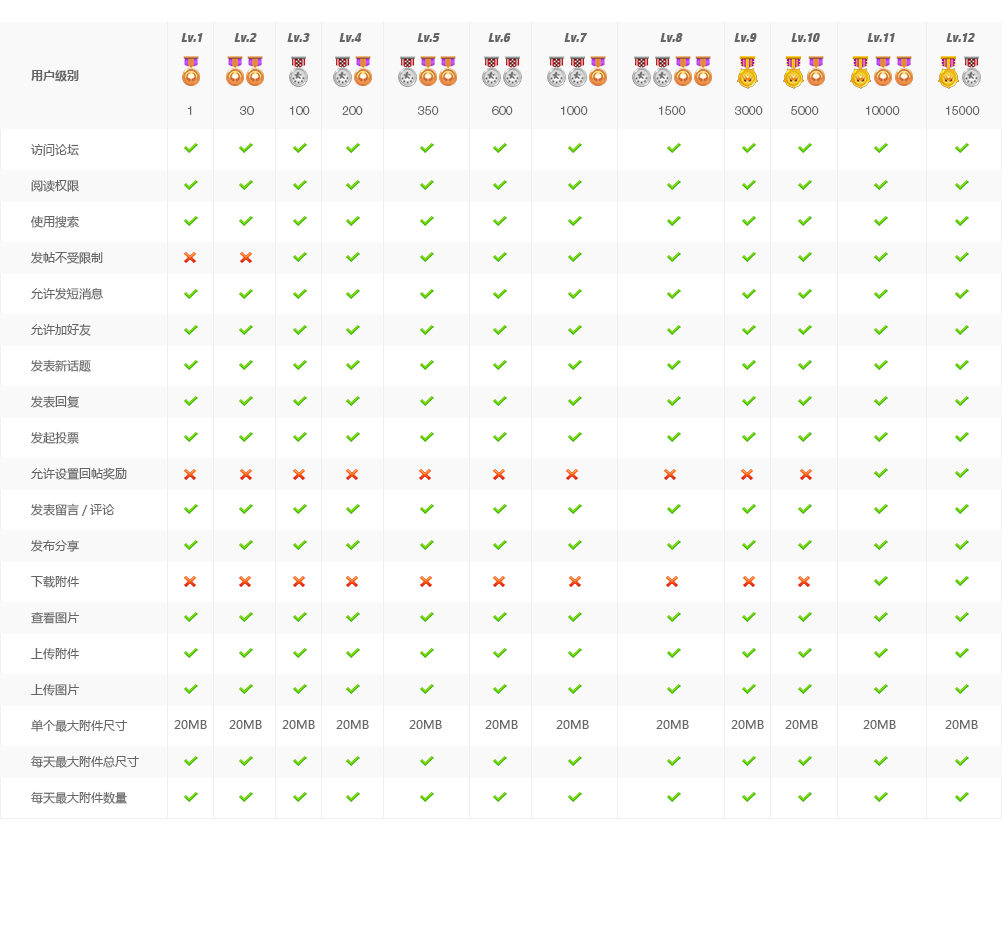 Lv.1 Lv.2 Lv.3 Lv.4 Lv.5 Lv.6 Lv.7 Lv.8 Lv.9 Lv.10 Lv.11 Lv.12
用户级别
1 30 100 200 350 600 1000 1500 3000 5000 10000 15000
访问论坛
阅读权限
使用搜索
发帖不受限制
允许发短消息
允许加好友
发表新话题
发表回复
发起投票
允许设置回帖奖励
发表留言 / 评论
发布分享
下载附件
查看图片
上传附件
上传图片
单个最大附件尺寸 20MB 20MB 20MB 20MB 20MB 20MB 20MB 20MB 20MB 20MB 20MB 20MB
每天最大附件总尺寸
每天最大附件数量